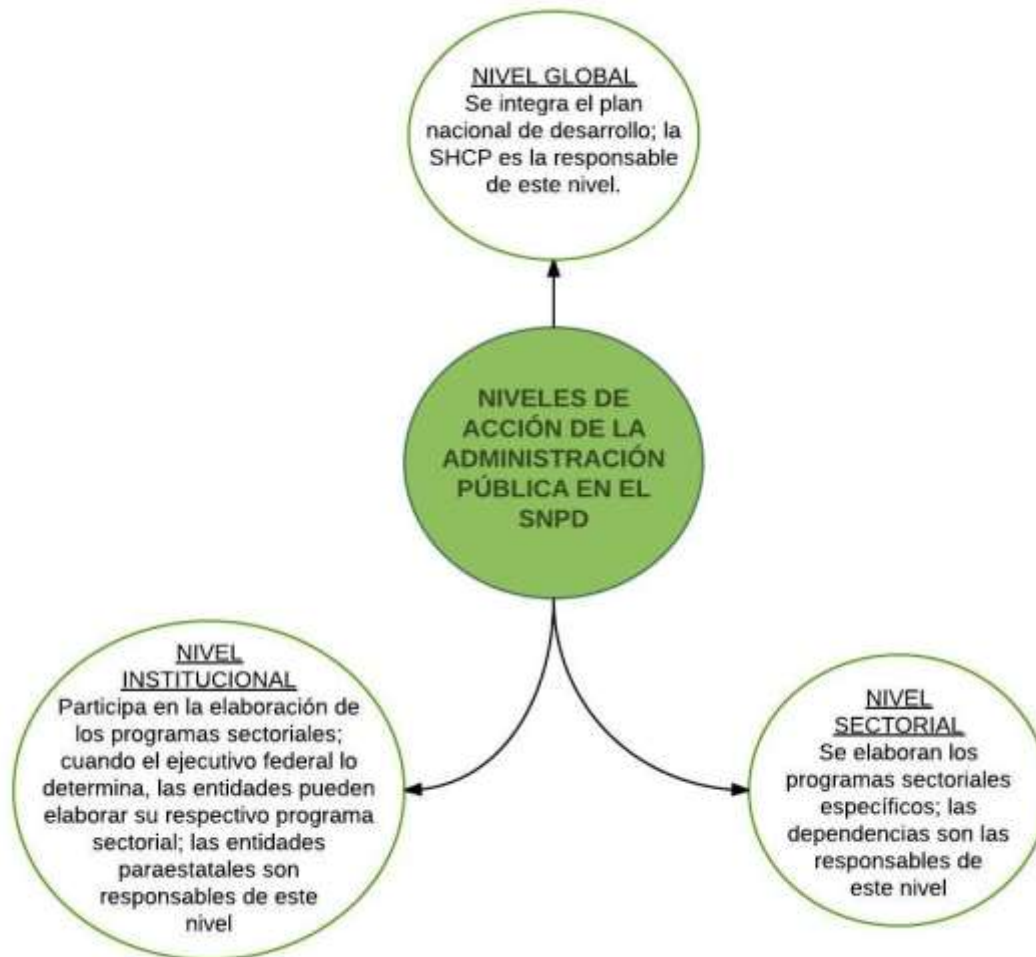 NIVEL GLOBAL
Se integra el plan
nacional de desarrollo; la
SHCP es la responsable
de este nivel.
NIVELES DE
ACCIÓN DE LA
ADMINISTRACIÓN
PÚBLICA EN EL
SNPD
NIVEL
INSTITUCIONAL
Participa en la elaboración de
los programas sectoriales;
cuando el ejecutivo federal lo
determina, las entidades pueden
elaborar su respectivo programa
sectorial; las entidades
paraestatales son
responsables de este
nivel
NIVEL
SECTORIAL
Se elaboran los
programas sectoriales
específicos; las
dependencias son las
responsables de
este nivel